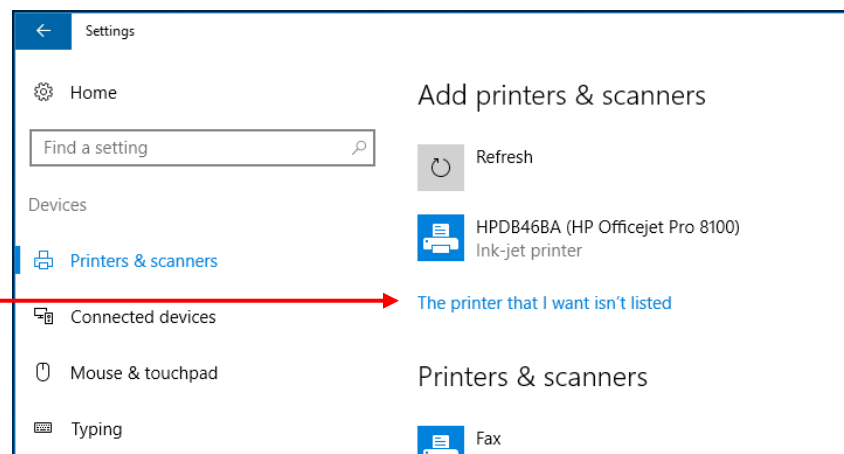 Settings
Home
Find a setting
Devices
Printers & scanners
Connected devices
Mouse & touchpad
Typing
Add printers & scanners
Refresh
HPDB46BA (HP Officejet Pro 8100)
Ink-jet printer
The printer that I want isn't listed
Printers & scanners
Fax